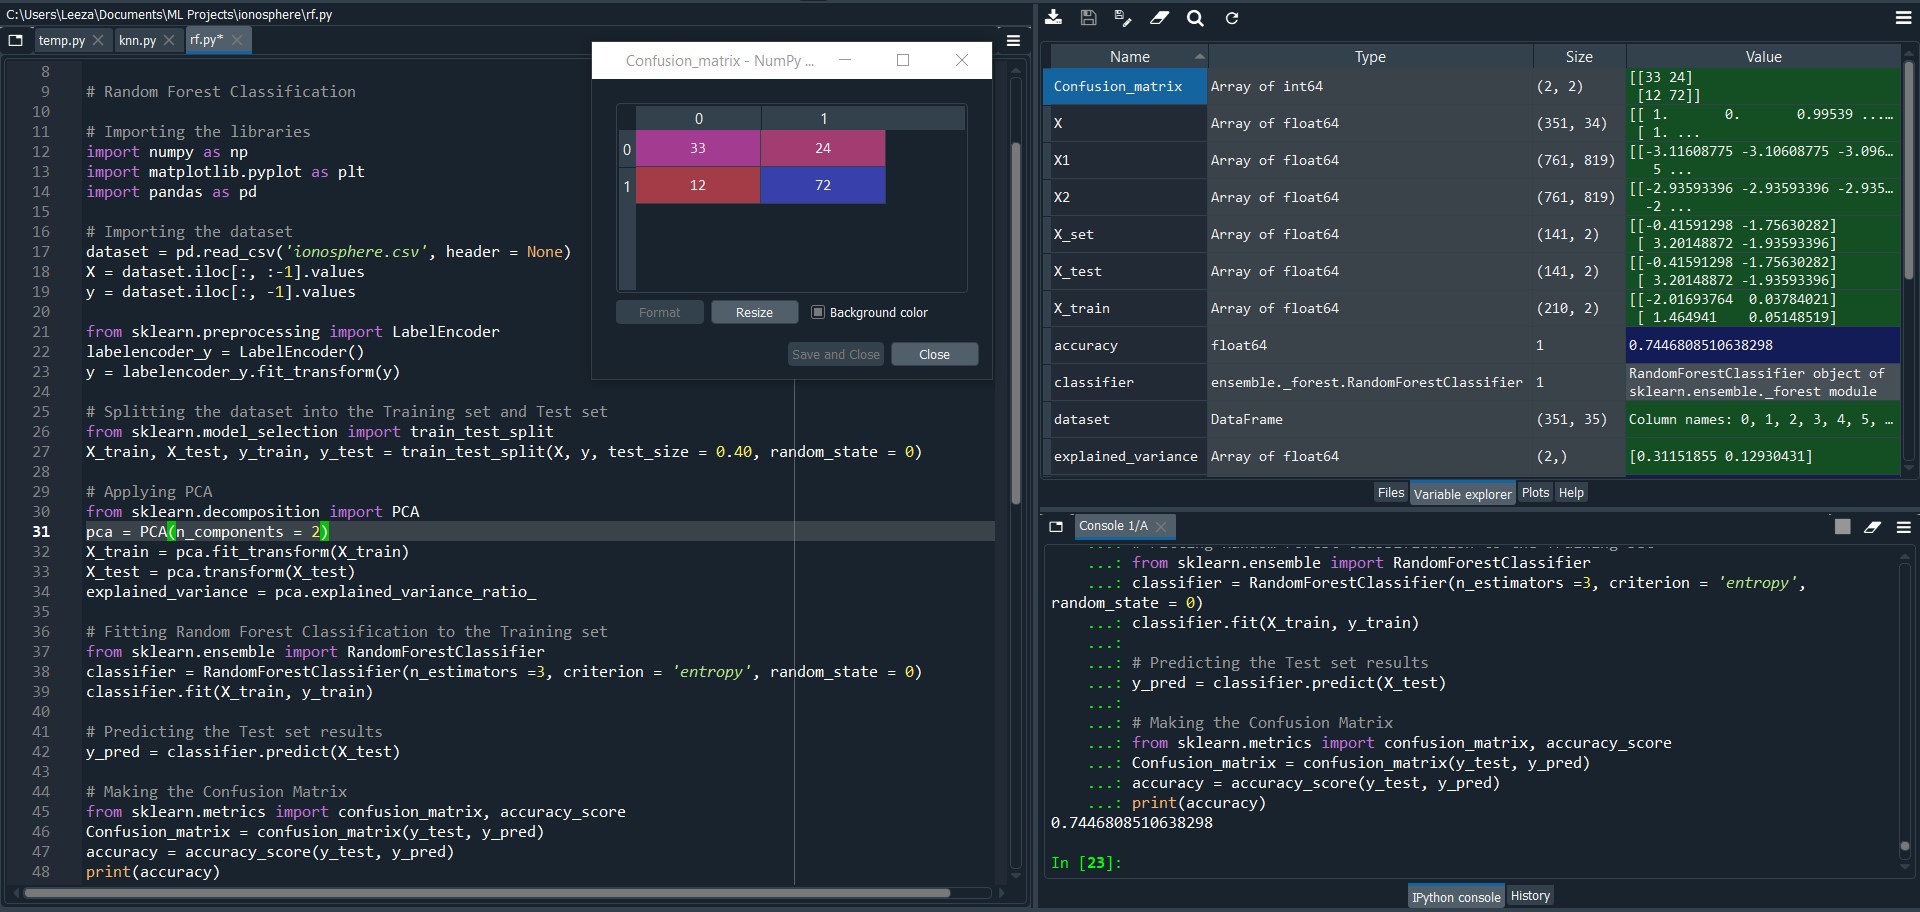 C:\Users\Leeza\Documents\ML Projects\ionosphere\rf.py
temp.py knn.py rf.py*
8
9 # Random Forest Classification
10
11 # Importing the libraries
12 import numpy as np
13 import matplotlib.pyplot as plt
14 import pandas as pd
15
16 # Importing the dataset
17 dataset = pd.read_csv('ionosphere.csv', header = None)
18 X = dataset.iloc[:, :-1].values
19 y = dataset.iloc[:, -1].values
20
21 from sklearn.preprocessing import LabelEncoder
22 labelencoder_y = LabelEncoder()
23 y = labelencoder_y.fit_transform(y)
24
25 # Splitting the dataset into the Training set and Test set
26 from sklearn.model_selection import train_test_split
27 X_train, X_test, y_train, y_test = train_test_split(X, y, test_size = 0.40, random_state = 0)
28
29 # Applying PCA
30 from sklearn.decomposition import PCA
31 pca = PCA(n_components = 2)
32 X_train = pca.fit_transform(X_train)
33 X_test = pca.transform(X_test)
34 explained_variance = pca.explained_variance_ratio_
35
36 # Fitting Random Forest Classification to the Training set
37 from sklearn.ensemble import RandomForestClassifier
38 classifier = RandomForestClassifier(n_estimators =3, criterion = 'entropy', random_state = 0)
39 classifier.fit(X_train, y_train)
40
41 # Predicting the Test set results
42 y_pred = classifier.predict(X_test)
43
44 # Making the Confusion Matrix
45 from sklearn.metrics import confusion_matrix, accuracy_score
46 Confusion_matrix = confusion_matrix(y_test, y_pred)
47 accuracy = accuracy_score(y_test, y_pred)
48 print(accuracy)
Confusion_matrix - NumPy ...
0 1
0 33 24
1 12 72
Format Resize Background color
Save and Close Close
Name Type Size Value
Confusion_matrix Array of int64 (2, 2) [[33 24]
[12 72]]
X Array of float64 (351, 34) [[ 1. 0. 0.99539 ...…
[ 1. ...
X1 Array of float64 (761, 819) [[-3.11608775 -3.10608775 -3.096…
5 ...
X2 Array of float64 (761, 819) [[-2.93593396 -2.93593396 -2.935…
-2 ...
X_set Array of float64 (141, 2) [[-0.41591298 -1.75630282]
[ 3.20148872 -1.93593396]
X_test Array of float64 (141, 2) [[-0.41591298 -1.75630282]
[ 3.20148872 -1.93593396]
X_train Array of float64 (210, 2) [[-2.01693764 0.03784021]
[ 1.464941 0.05148519]
accuracy float64 1 0.7446808510638298
classifier ensemble._forest.RandomForestClassifier 1 RandomForestClassifier object of
sklearn.ensemble._forest module
dataset DataFrame (351, 35) Column names: 0, 1, 2, 3, 4, 5, …
explained_variance Array of float64 (2,) [0.31151855 0.12930431]
Files Variable explorer Plots Help
Console 1/A
...: # Fitting Random Forest Classification to the Training set
...: from sklearn.ensemble import RandomForestClassifier
...: classifier = RandomForestClassifier(n_estimators =3, criterion = 'entropy',
random_state = 0)
...: classifier.fit(X_train, y_train)
...:
...: # Predicting the Test set results
...: y_pred = classifier.predict(X_test)
...:
...: # Making the Confusion Matrix
...: from sklearn.metrics import confusion_matrix, accuracy_score
...: Confusion_matrix = confusion_matrix(y_test, y_pred)
...: accuracy = accuracy_score(y_test, y_pred)
...: print(accuracy)
0.7446808510638298
In [23]:
IPython console History